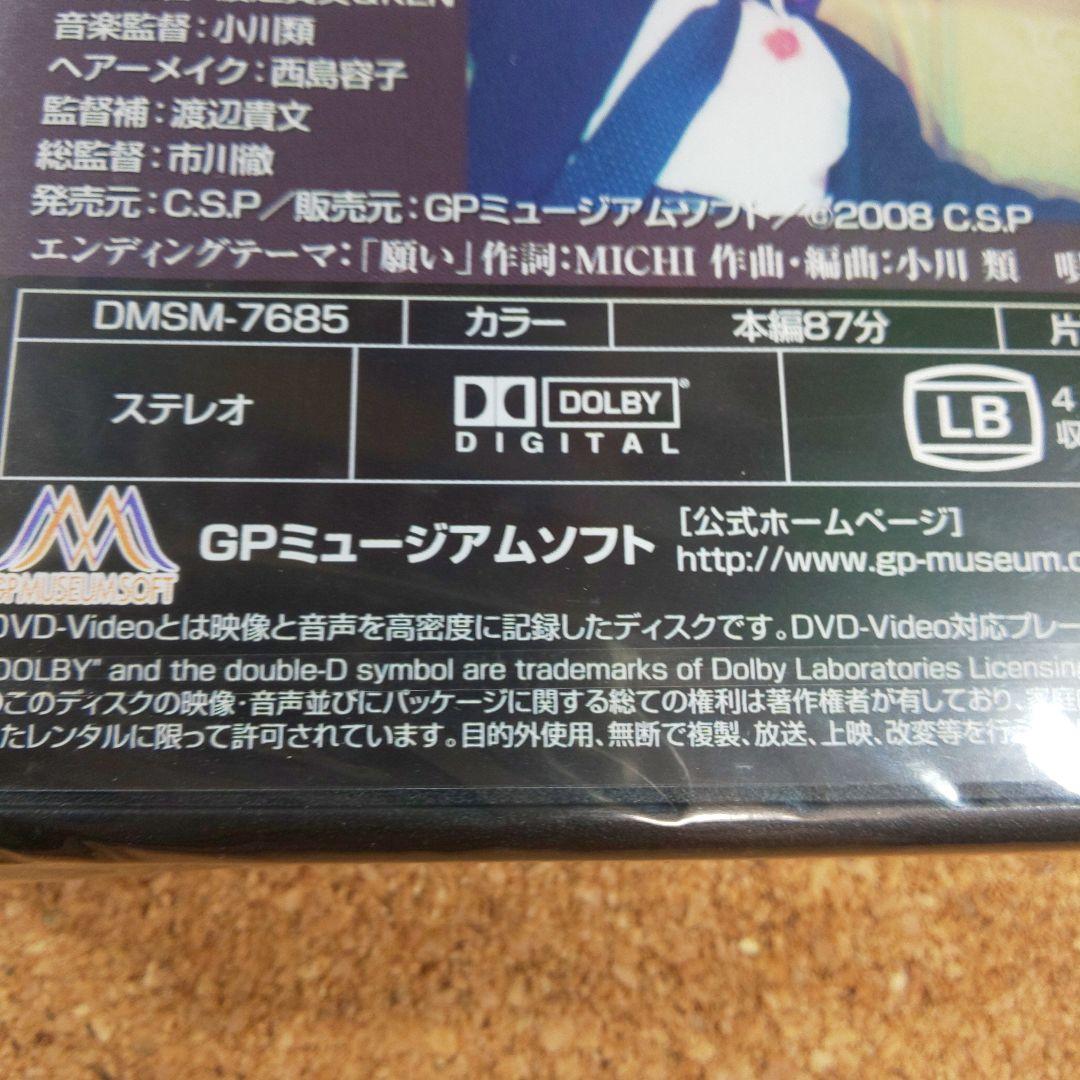 音楽監督：小川類
ヘアーメイク：西島容子
監督補：渡辺貴文
総監督：市川徹
発売元：C.S.P／販売元：GPミュージアムソフト／©2008 C.S.P
エンディングテーマ：「願い」作詞：MICHI 作曲・編曲：小川 類 唄
DMSM-7685 カラー 本編87分 片
ステレオ DOLBY DIGITAL LB 4 収
GPMUSEUMSOFT
GPミュージアムソフト
[公式ホームページ]
http://www.gp-museum.c
DVD-Videoとは映像と音声を高密度に記録したディスクです。DVD-Video対応プレー
DOLBY" and the double-D symbol are trademarks of Dolby Laboratories Licensing
このディスクの映像・音声並びにパッケージに関する総ての権利は著作権者が有しており、家庭
たレンタルに限って許可されています。目的外使用、無断で複製、放送、上映、改変等を行